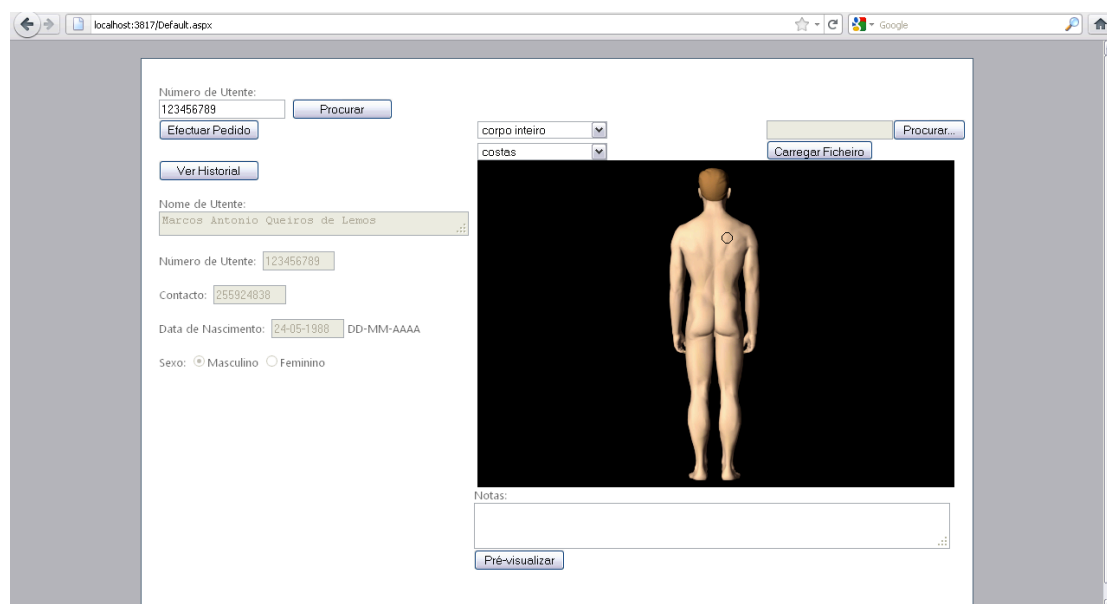 localhost:3817/Default.aspx
Google
Número de Utente:
123456789
Procurar
Efectuar Pedido
corpo inteiro
Procurar...
costas
Carregar Ficheiro
Ver Historial
Nome de Utente:
Marcos Antonio Queiros de Lemos
Número de Utente: 123456789
Contacto: 255924838
Data de Nascimento: 24-05-1988 DD-MM-AAAA
Sexo: Masculino Feminino
Notas:
Pré-visualizar